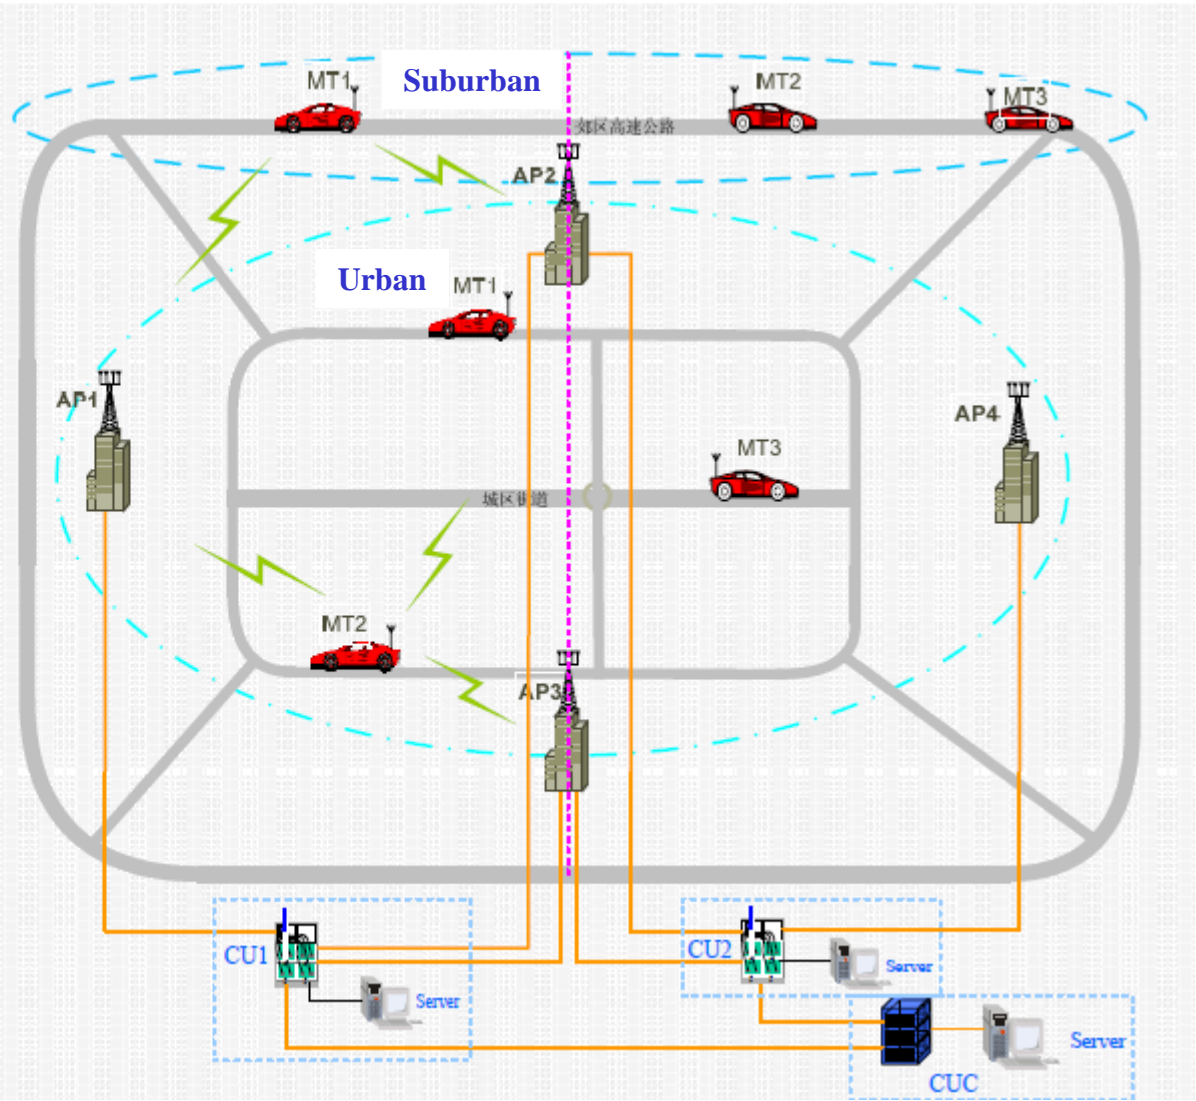 MT1
Suburban
MT2
MT3
郊区高速公路
AP2
Urban
MT1
AP1
AP4
MT3
城区街道
MT2
AP3
CU1
Server
CU2
Server
Server
CUC